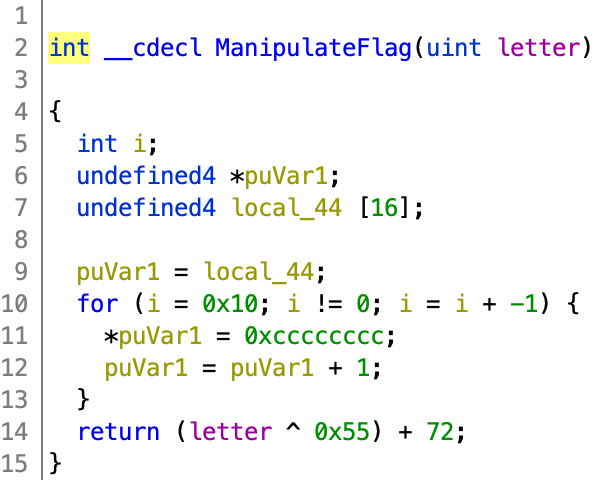 1
2 int __cdecl ManipulateFlag(uint letter)
3
4 {
5   int i;
6   undefined4 *puVar1;
7   undefined4 local_44 [16];
8
9   puVar1 = local_44;
10   for (i = 0x10; i != 0; i = i + -1) {
11     *puVar1 = 0xcccccccc;
12     puVar1 = puVar1 + 1;
13   }
14   return (letter ^ 0x55) + 72;
15 }